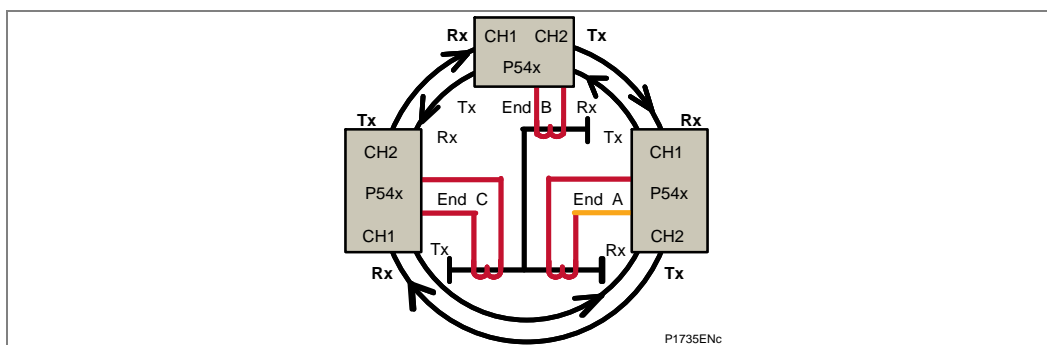 Rx CH1 CH2 Tx
P54x
Tx End B Rx
Tx Rx Tx Rx
CH2 CH1
P54x End C End A P54x
CH1 CH2
Tx Rx
Rx Tx
P1735ENc